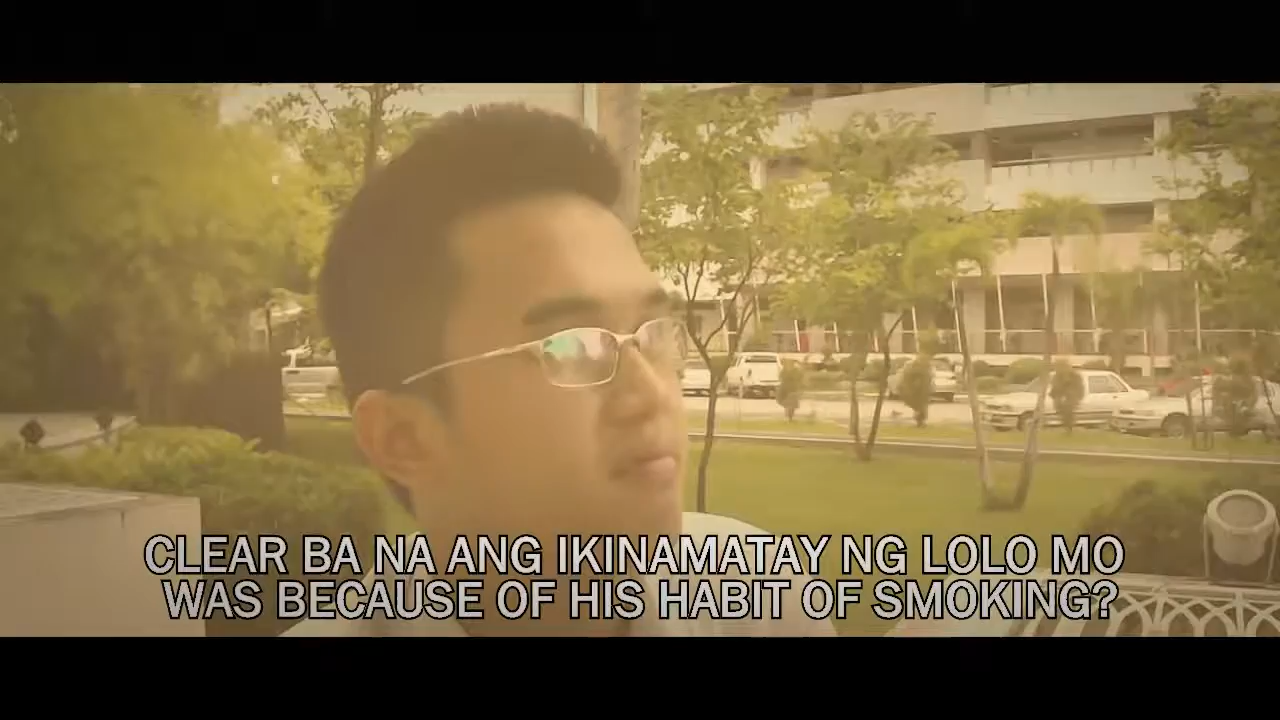 CLEAR BA NA ANG IKINAMATAY NG LOLO MO
WAS BECAUSE OF HIS HABIT OF SMOKING?